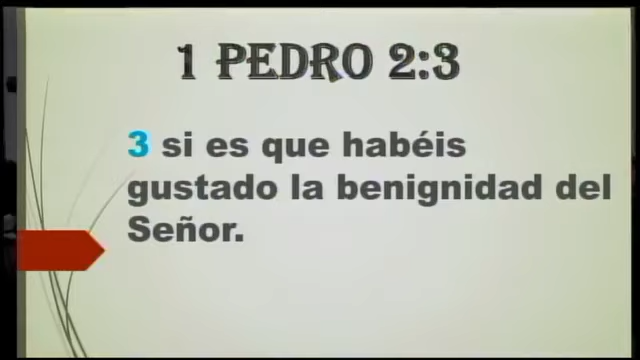 1 PEDRO 2:3
3 si es que habéis
gustado la benignidad del
Señor.